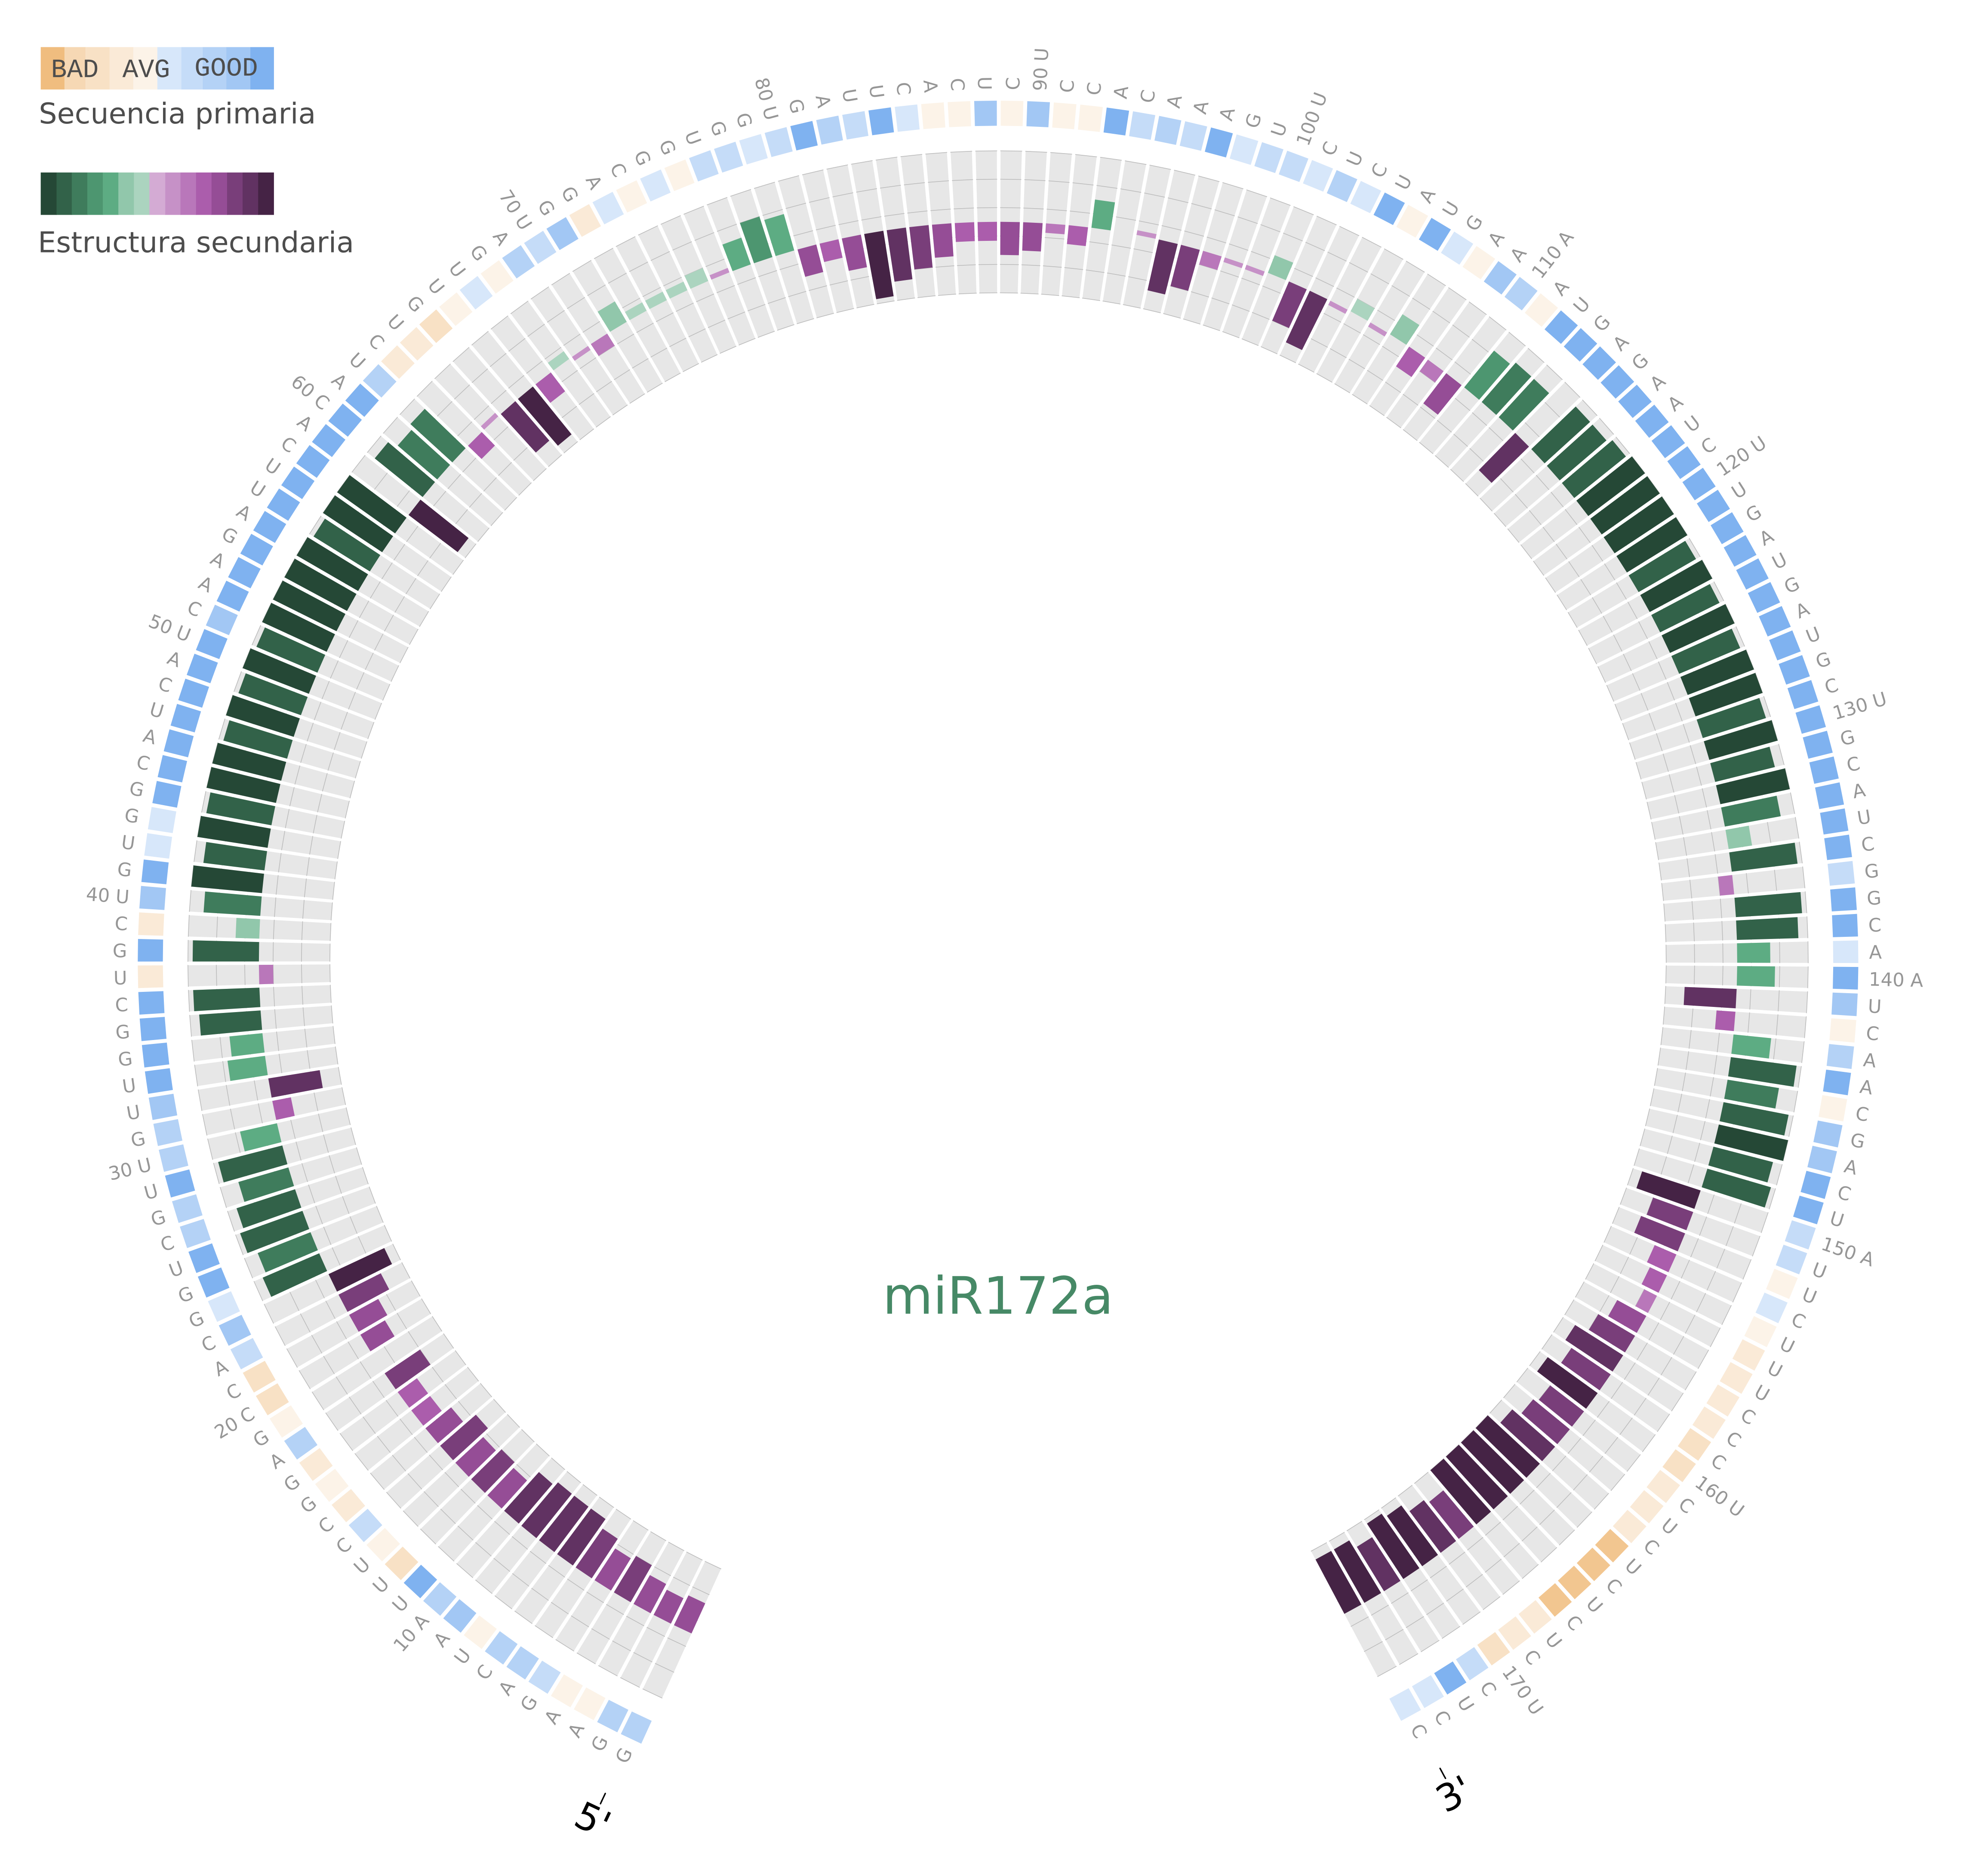 BAD AVG GOOD
Secuencia primaria
Estructura secundaria
G G A A G A C U A 10 A U U U C C G G A G 20 C C A C G G U C G U 30 U G U U G G C U G C 40 U G U G G C A U C A 50 U C A A G A U U C A 60 C A U C U G U U G A 70 U G G A C G G U G G 80 U G A U U C A C U C 90 U C C A C A A A G U 100 U C U C U A U G A A 110 A A U G A G A A U C 120 U U G A U G A U G C 130 U G C A U C G G C A 140 A U C A A C G A C U 150 A U U C U U U C C C 160 U C U C U C U C U C 170 U C U C C
miR172a
5'
3'